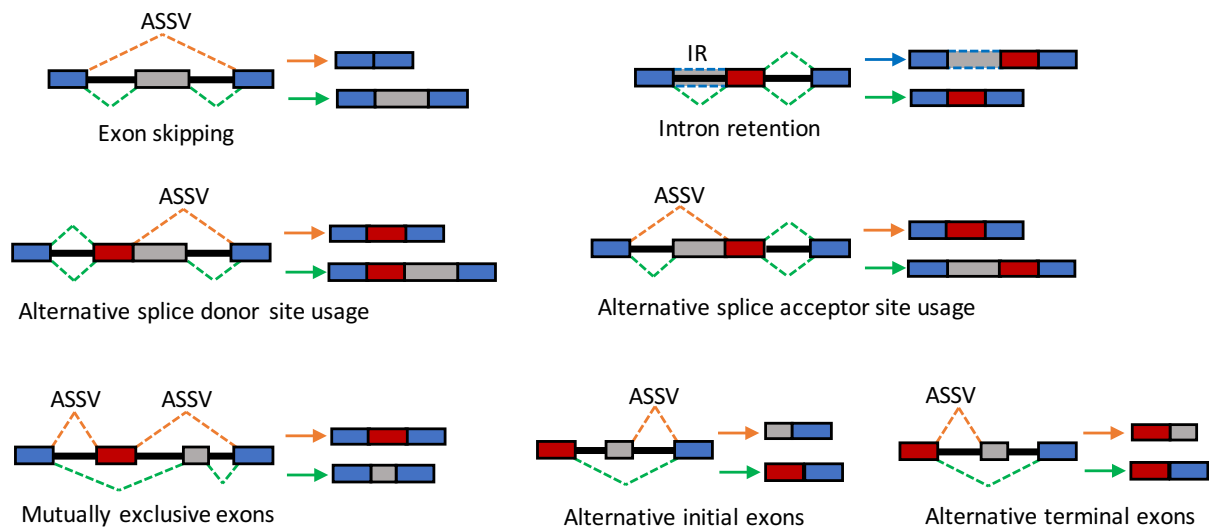 ASSV
IR
Exon skipping
Intron retention
ASSV
ASSV
Alternative splice donor site usage
Alternative splice acceptor site usage
ASSV
ASSV
ASSV
ASSV
Mutually exclusive exons
Alternative initial exons
Alternative terminal exons